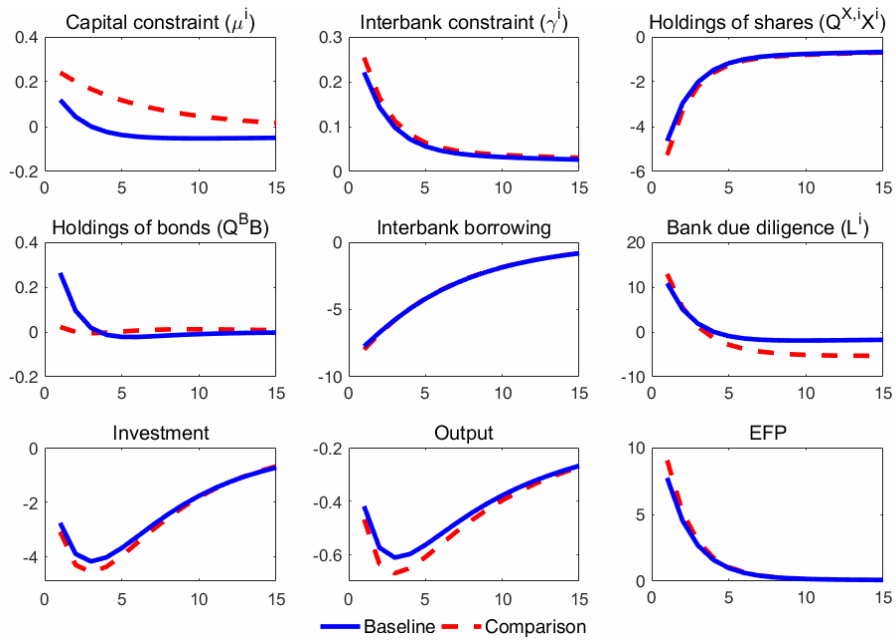 Capital constraint (μ^i)
Interbank constraint (γ^i)
Holdings of shares (Q^{X,i}X^i)
0.4
0.2
0
-0.2
0 5 10 15
0.3
0.2
0.1
0
0 5 10 15
0
-2
-4
-6
0 5 10 15
Holdings of bonds (Q^B B)
Interbank borrowing
Bank due diligence (L^i)
0.4
0.2
0
-0.2
0 5 10 15
0
-5
-10
0 5 10 15
20
10
0
-10
0 5 10 15
Investment
Output
EFP
0
-2
-4
0 5 10 15
-0.2
-0.4
-0.6
0 5 10 15
10
5
0
0 5 10 15
Baseline Comparison